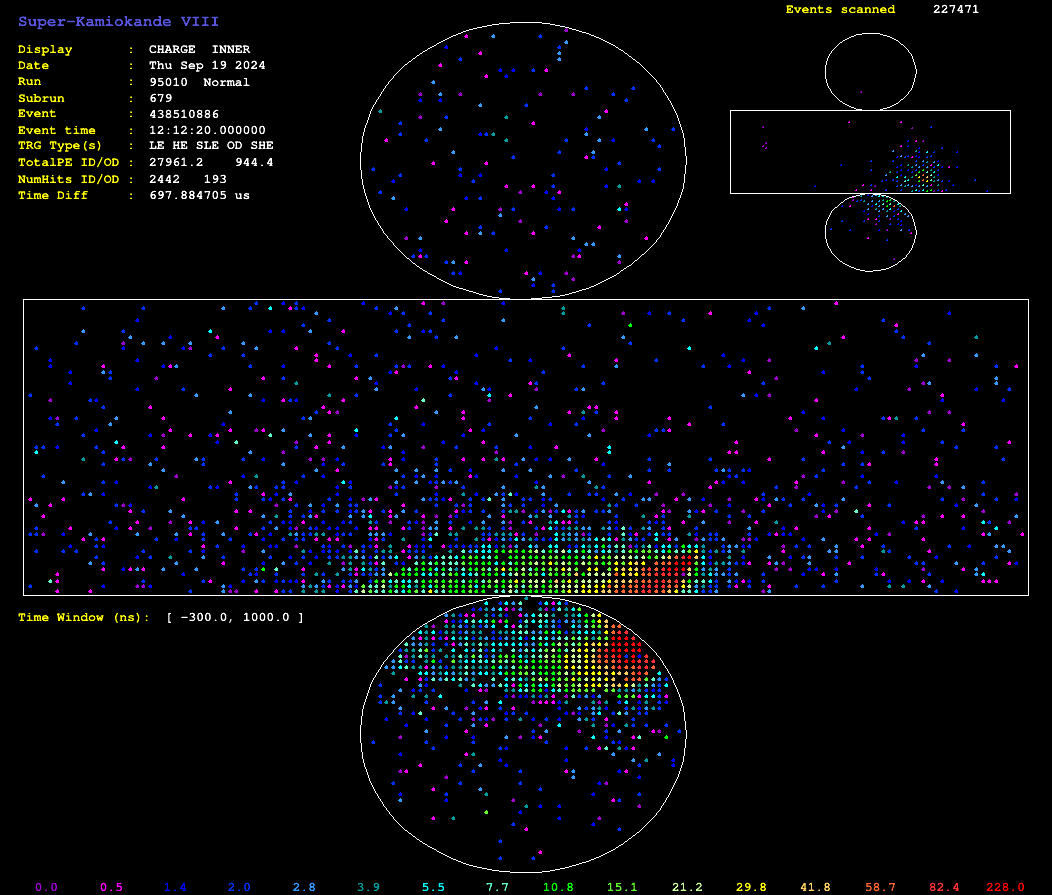 Super-Kamiokande VIII
Events scanned 227471
Display : CHARGE INNER
Date : Thu Sep 19 2024
Run : 95010 Normal
Subrun : 679
Event : 438510886
Event time : 12:12:20.000000
TRG Type(s) : LE HE SLE OD SHE
TotalPE ID/OD : 27961.2 944.4
NumHits ID/OD : 2442 193
Time Diff : 697.884705 us
Time Window (ns): [ -300.0, 1000.0 ]
0.0 0.5 1.4 2.0 2.8 3.9 5.5 7.7 10.8 15.1 21.2 29.8 41.8 58.7 82.4 228.0